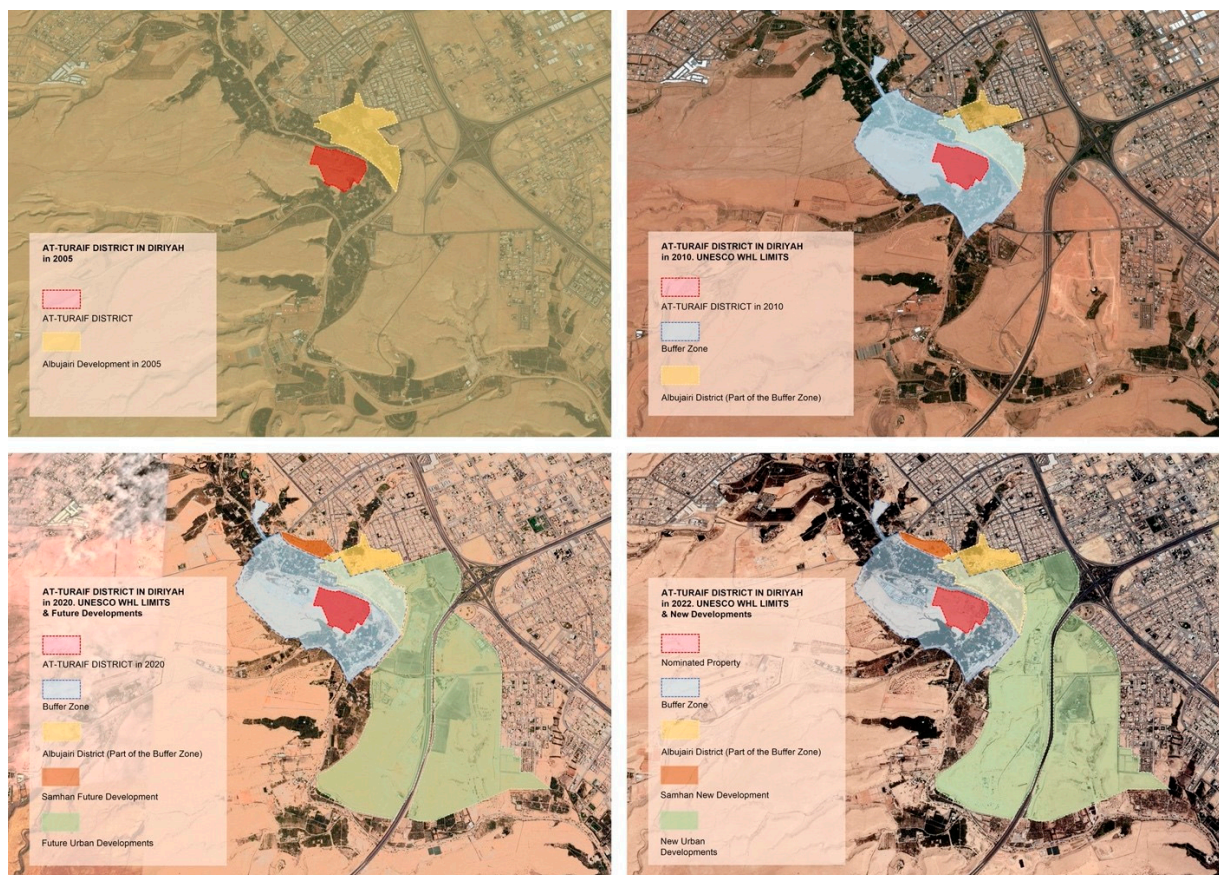 AT-TURAIF DISTRICT IN DIRIYAH
in 2005
AT-TURAIF DISTRICT
Albujairi Development in 2005
AT-TURAIF DISTRICT IN DIRIYAH
in 2010. UNESCO WHL LIMITS
AT-TURAIF DISTRICT in 2010
Buffer Zone
Albujairi District (Part of the Buffer Zone)
AT-TURAIF DISTRICT IN DIRIYAH
in 2020. UNESCO WHL LIMITS
& Future Developments
AT-TURAIF DISTRICT in 2020
Buffer Zone
Albujairi District (Part of the Buffer Zone)
Samhan Future Development
Future Urban Developments
AT-TURAIF DISTRICT IN DIRIYAH
in 2022. UNESCO WHL LIMITS
& New Developments
Nominated Property
Buffer Zone
Albujairi District (Part of the Buffer Zone)
Samhan New Development
New Urban
Developments